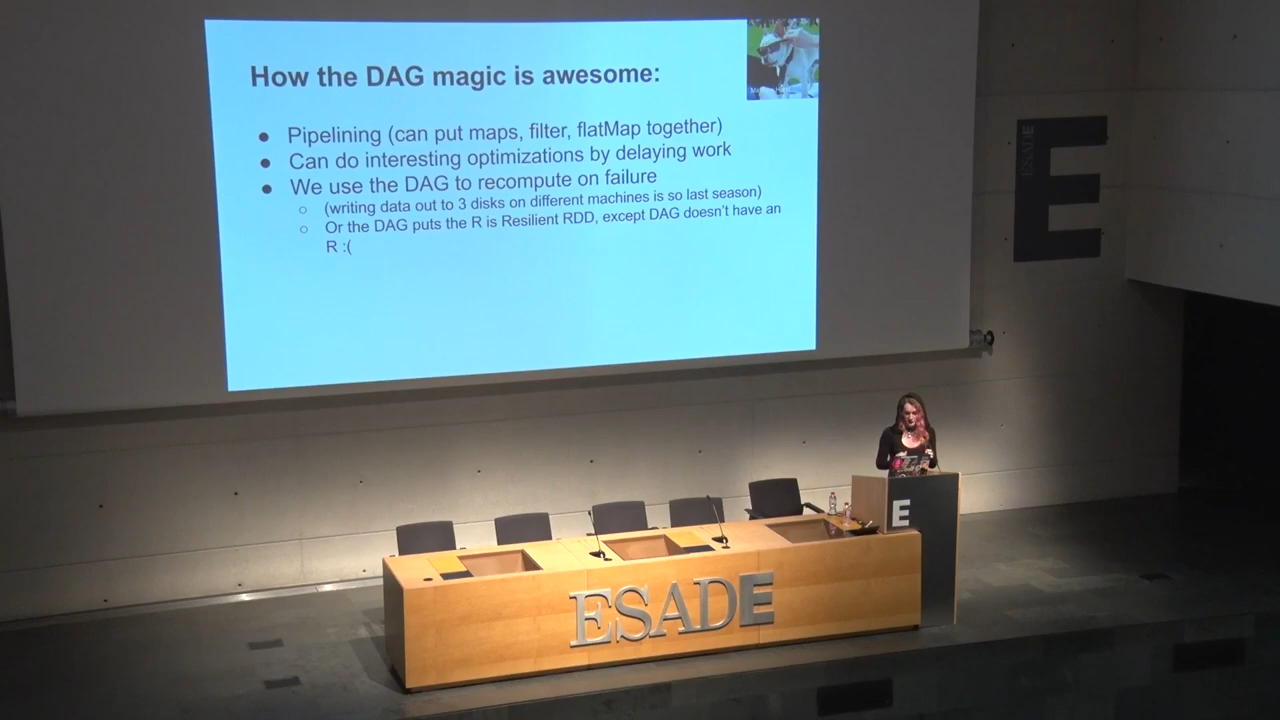 How the DAG magic is awesome:
● Pipelining (can put maps, filter, flatMap together)
● Can do interesting optimizations by delaying work
● We use the DAG to recompute on failure
○ (writing data out to 3 disks on different machines is so last season)
○ Or the DAG puts the R is Resilient RDD, except DAG doesn't have an
R :(
ESADE
E
E
ESADE